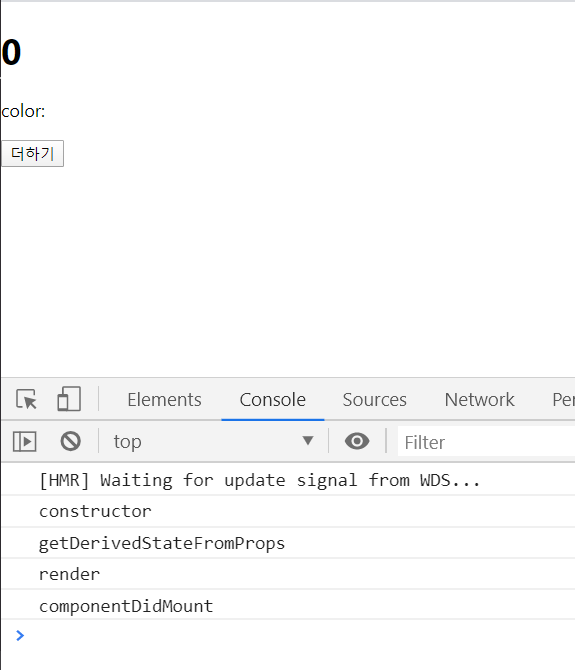 0
color:
더하기
Elements Console Sources Network
top Filter
[HMR] Waiting for update signal from WDS...
constructor
getDerivedStateFromProps
render
componentDidMount